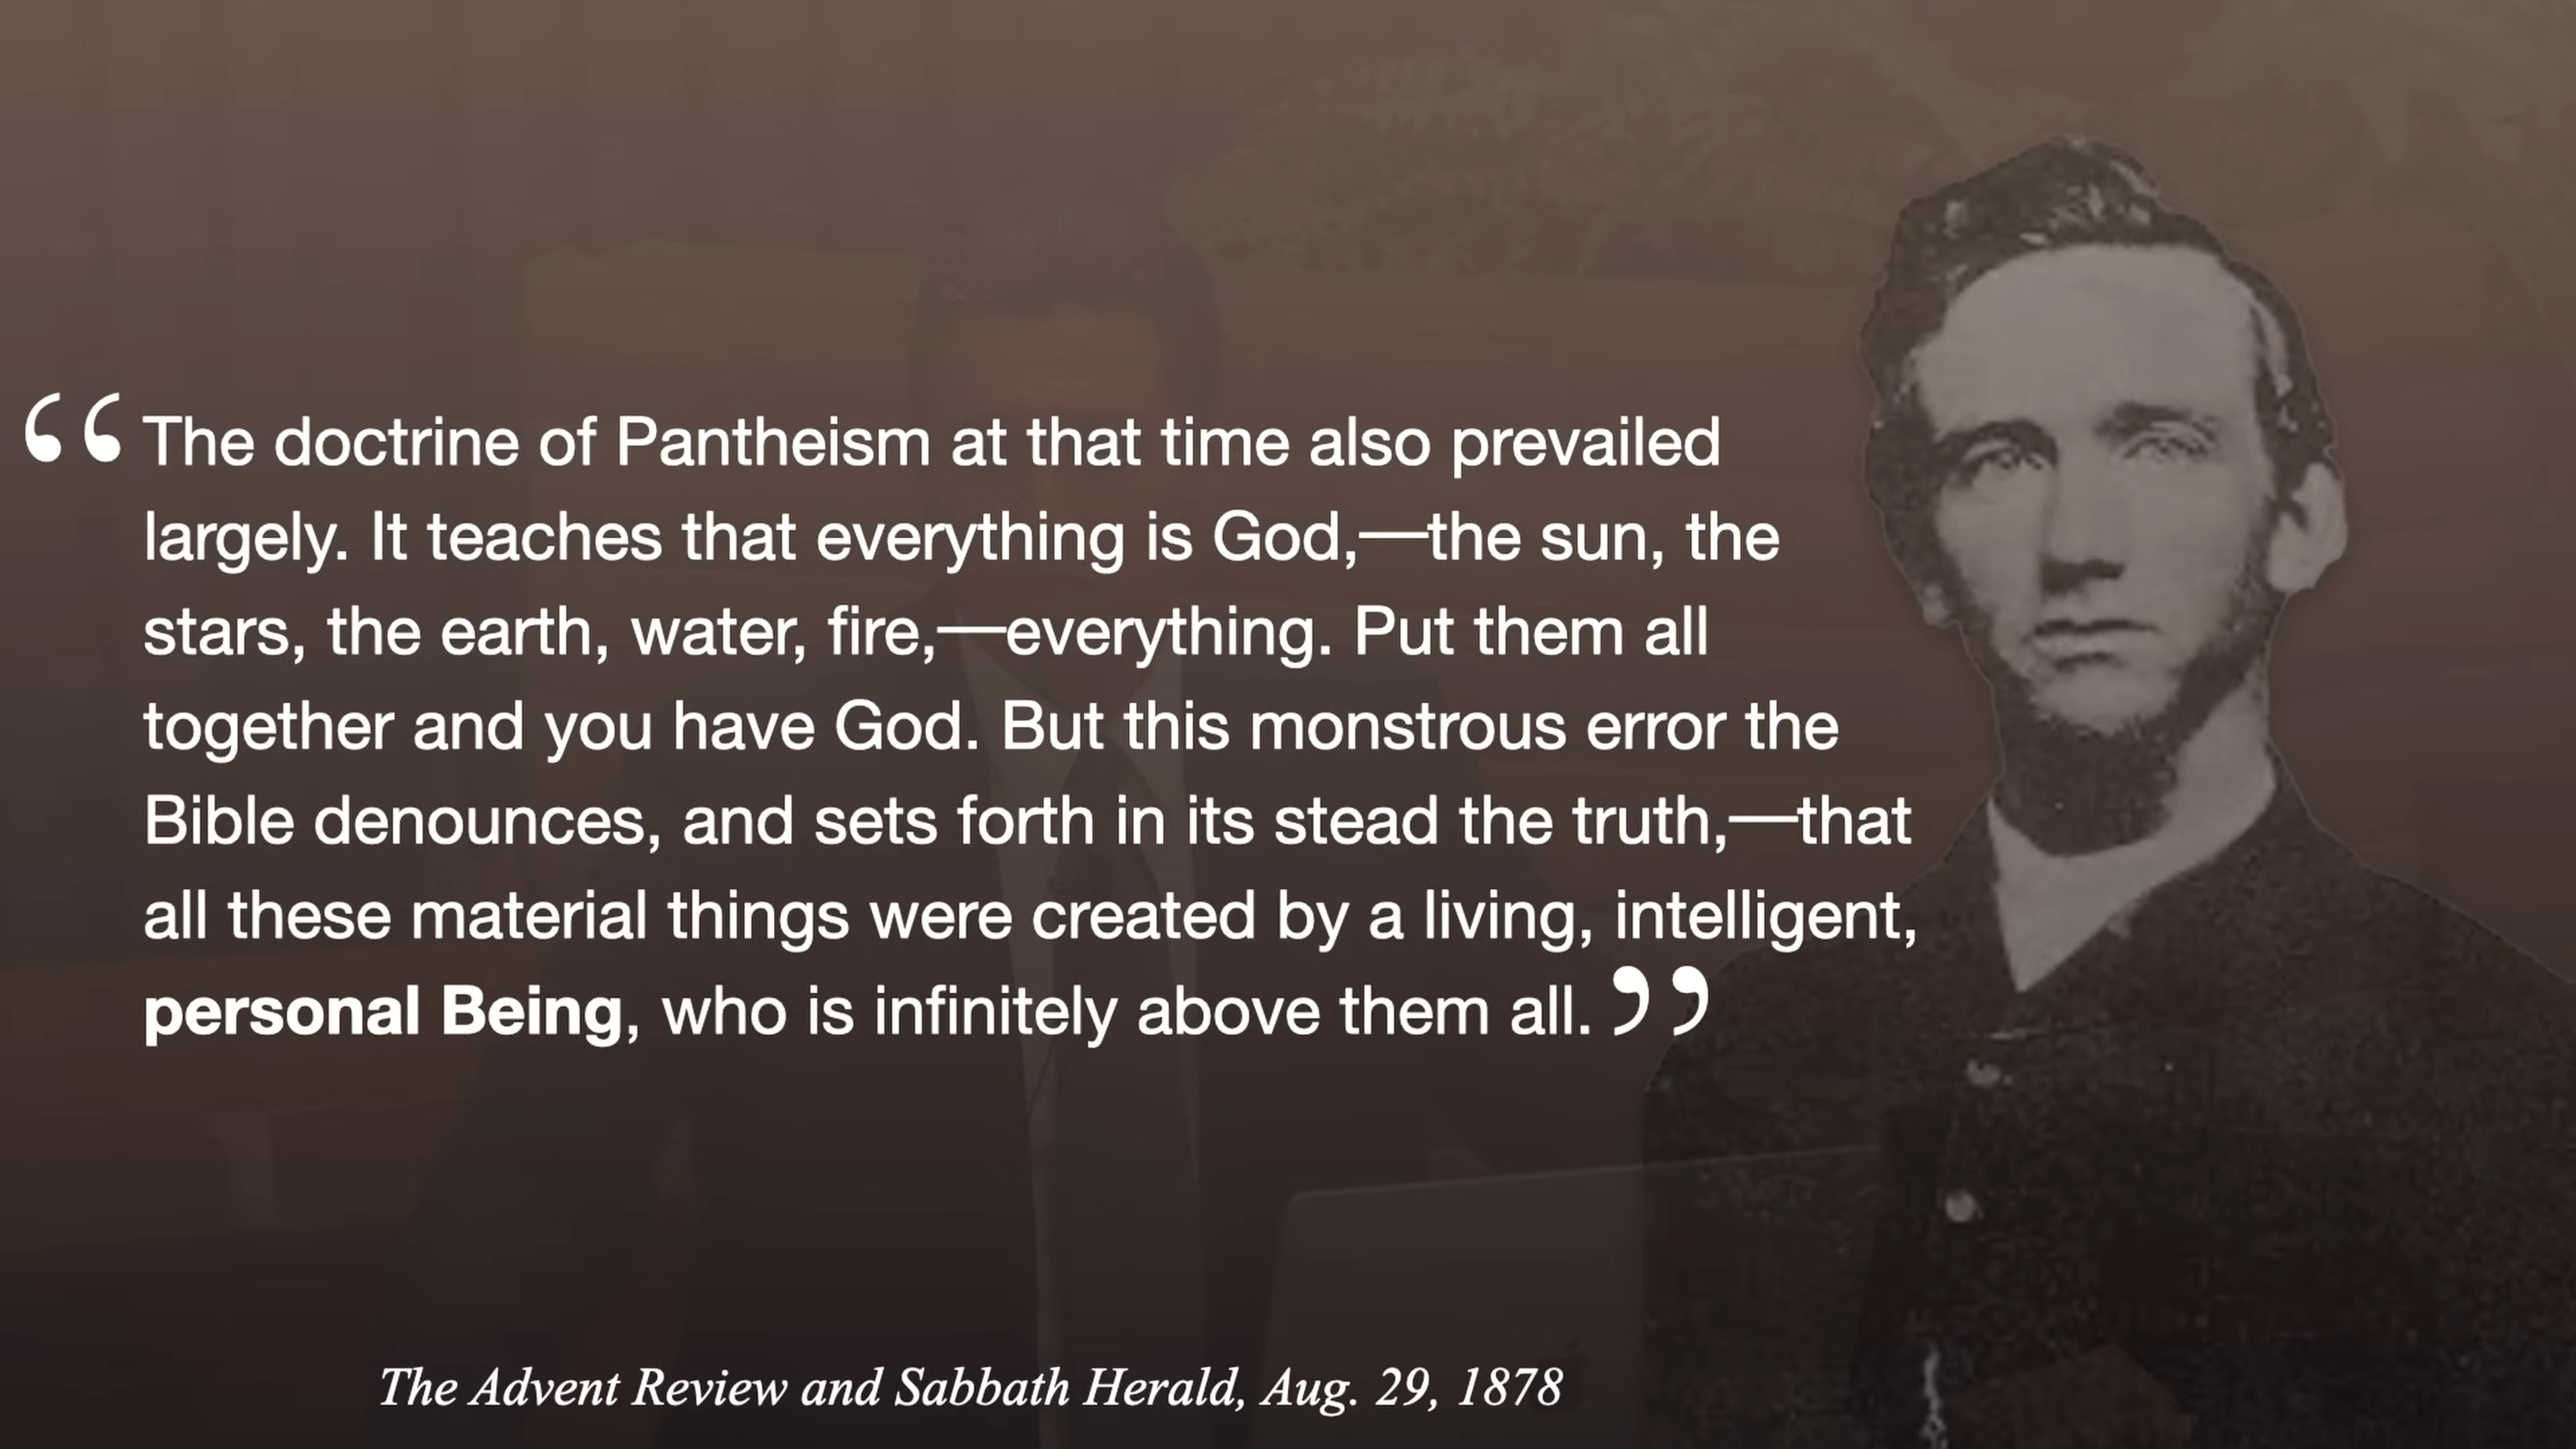 “The doctrine of Pantheism at that time also prevailed
largely. It teaches that everything is God,—the sun, the
stars, the earth, water, fire,—everything. Put them all
together and you have God. But this monstrous error the
Bible denounces, and sets forth in its stead the truth,—that
all these material things were created by a living, intelligent,
personal Being, who is infinitely above them all.”
The Advent Review and Sabbath Herald, Aug. 29, 1878